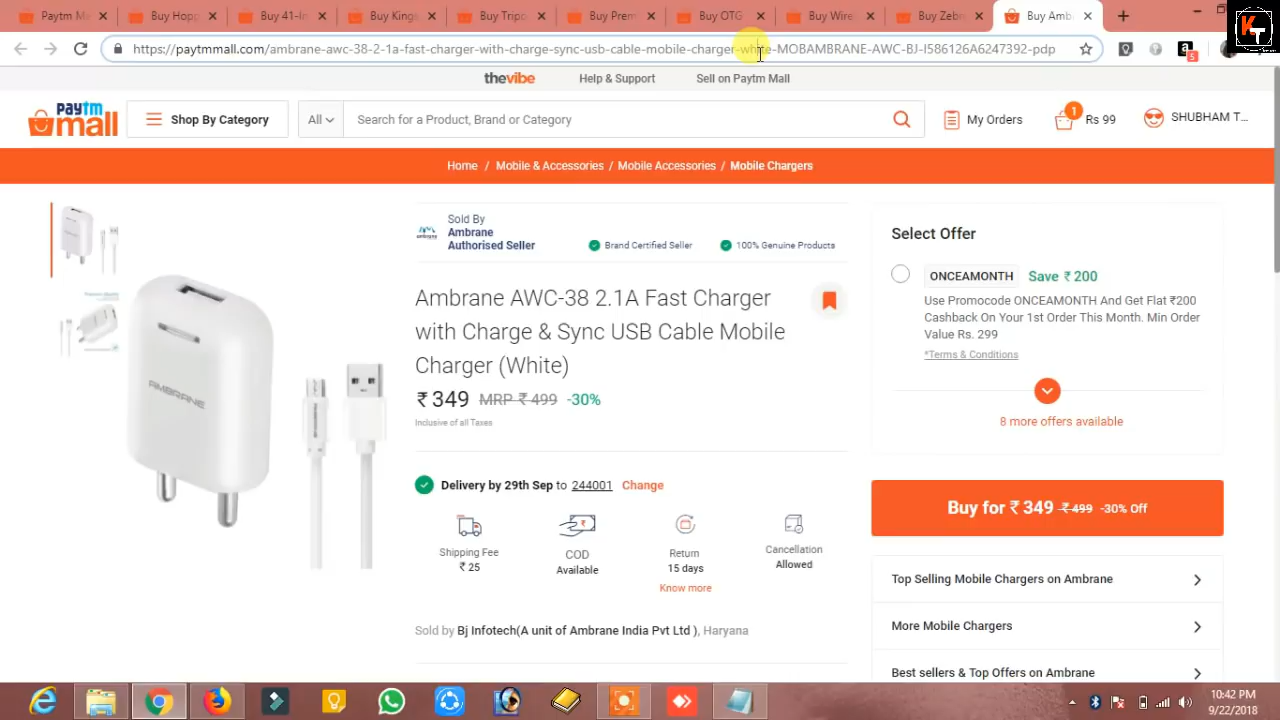 Paytm Ma
Buy Hopp
Buy 41-In
Buy Kings
Buy Tripo
Buy Prem
Buy OTG
Buy Wire
Buy Zebr
Buy Amb
KT
https://paytmmall.com/ambrane-awc-38-2-1a-fast-charger-with-charge-sync-usb-cable-mobile-charger-white-MOBAMBRANE-AWC-BJ-I586126A6247392-pdp
5
thevibe
Help & Support
Sell on Paytm Mall
paytm
mall
Shop By Category
All
Search for a Product, Brand or Category
My Orders
1
Rs 99
SHUBHAM T...
Home / Mobile & Accessories / Mobile Accessories / Mobile Chargers
Sold By
Ambrane
Authorised Seller
Brand Certified Seller
100% Genuine Products
Ambrane AWC-38 2.1A Fast Charger
with Charge & Sync USB Cable Mobile
Charger (White)
₹ 349 MRP ₹ 499 -30%
Inclusive of all Taxes
AMBRANE
Delivery by 29th Sep to 244001 Change
Shipping Fee
₹ 25
COD
Available
Return
15 days
Know more
Cancellation
Allowed
Sold by Bj Infotech(A unit of Ambrane India Pvt Ltd ), Haryana
Select Offer
ONCEAMONTH Save ₹ 200
Use Promocode ONCEAMONTH And Get Flat ₹200
Cashback On Your 1st Order This Month. Min Order
Value Rs. 299
*Terms & Conditions
8 more offers available
Buy for ₹ 349 ₹ 499 -30% Off
Top Selling Mobile Chargers on Ambrane
More Mobile Chargers
Best sellers & Top Offers on Ambrane
10:42 PM
9/22/2018